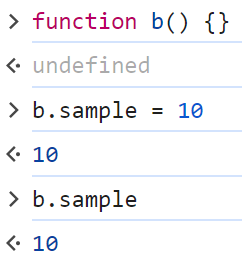 > function b() {}
< undefined
> b.sample = 10
< 10
> b.sample
< 10